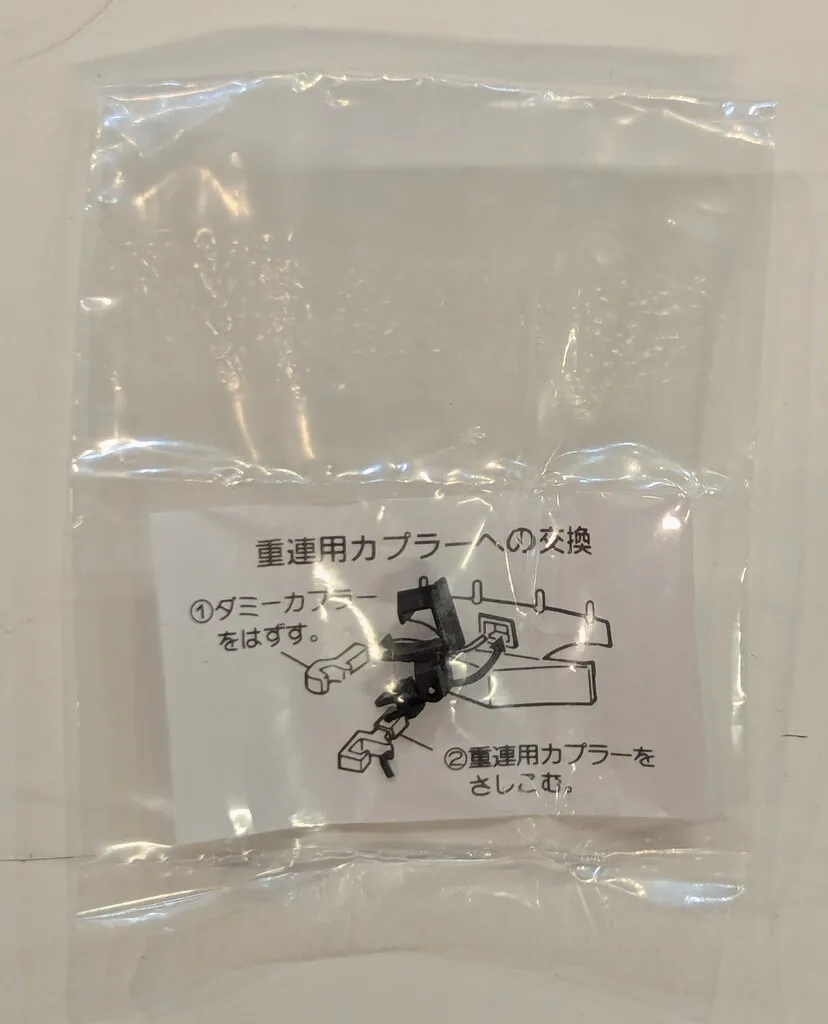 重連用カプラーへの交換
①ダミーカプラー
をはずす。
②重連用カプラーを
さしこむ。